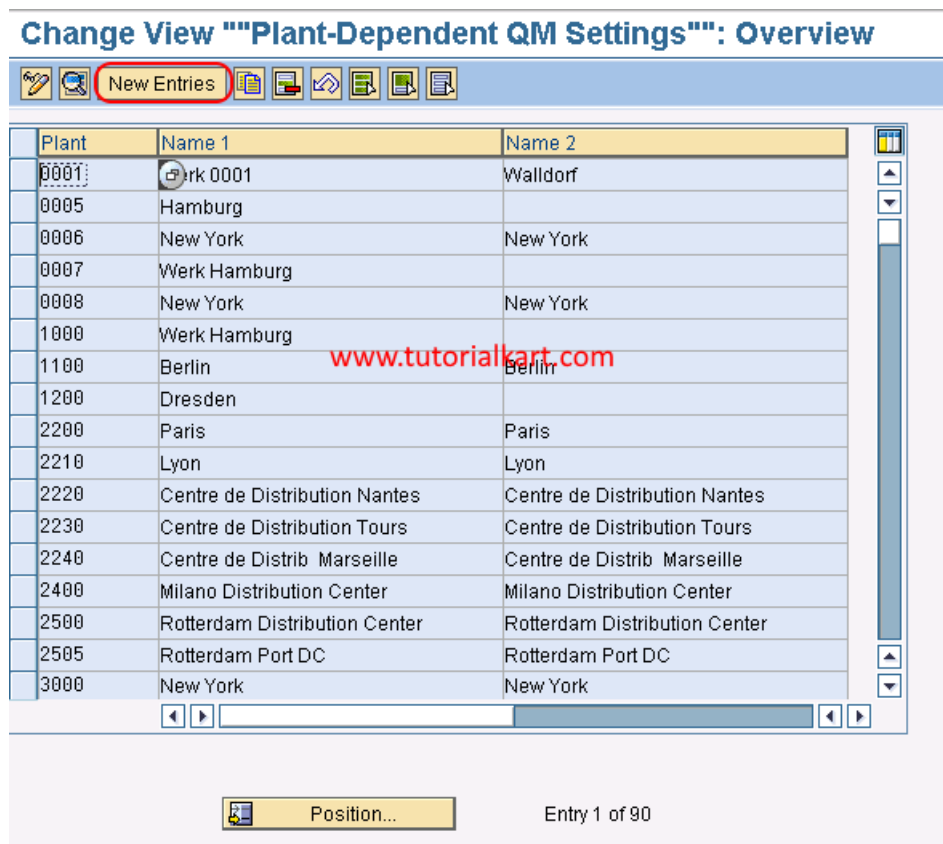 Change View ""Plant-Dependent QM Settings"": Overview
New Entries
Plant Name 1 Name 2
0001 rk 0001 Walldorf
0005 Hamburg
0006 New York New York
0007 Werk Hamburg
0008 New York New York
1000 Werk Hamburg
www.tutorialkart.com
1100 Berlin Berlin
1200 Dresden
2200 Paris Paris
2210 Lyon Lyon
2220 Centre de Distribution Nantes Centre de Distribution Nantes
2230 Centre de Distribution Tours Centre de Distribution Tours
2240 Centre de Distrib Marseille Centre de Distrib Marseille
2400 Milano Distribution Center Milano Distribution Center
2500 Rotterdam Distribution Center Rotterdam Distribution Center
2505 Rotterdam Port DC Rotterdam Port DC
3000 New York New York
Position... Entry 1 of 90